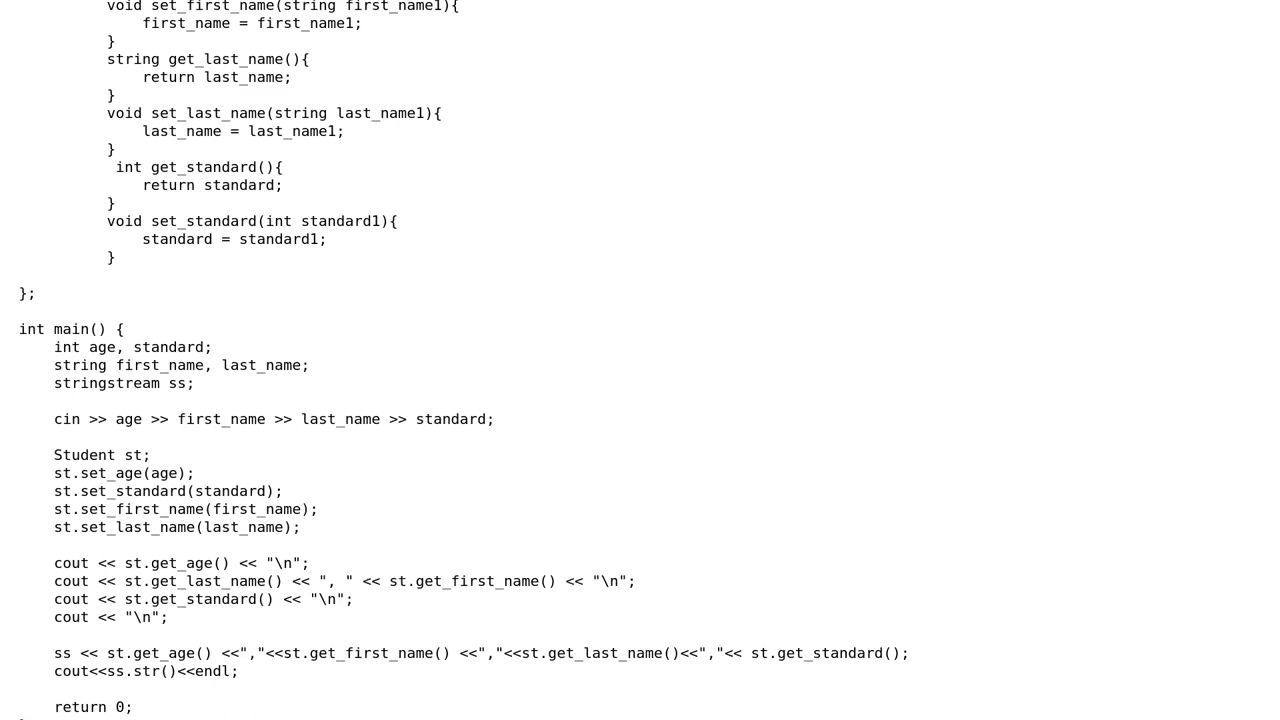 void set_first_name(string first_name1){
first_name = first_name1;
}
string get_last_name(){
return last_name;
}
void set_last_name(string last_name1){
last_name = last_name1;
}
int get_standard(){
return standard;
}
void set_standard(int standard1){
standard = standard1;
}
};
int main() {
int age, standard;
string first_name, last_name;
stringstream ss;
cin >> age >> first_name >> last_name >> standard;
Student st;
st.set_age(age);
st.set_standard(standard);
st.set_first_name(first_name);
st.set_last_name(last_name);
cout << st.get_age() << "\n";
cout << st.get_last_name() << ", " << st.get_first_name() << "\n";
cout << st.get_standard() << "\n";
cout << "\n";
ss << st.get_age() <<","<<st.get_first_name() <<","<<st.get_last_name()<<","<< st.get_standard();
cout<<ss.str()<<endl;
return 0;